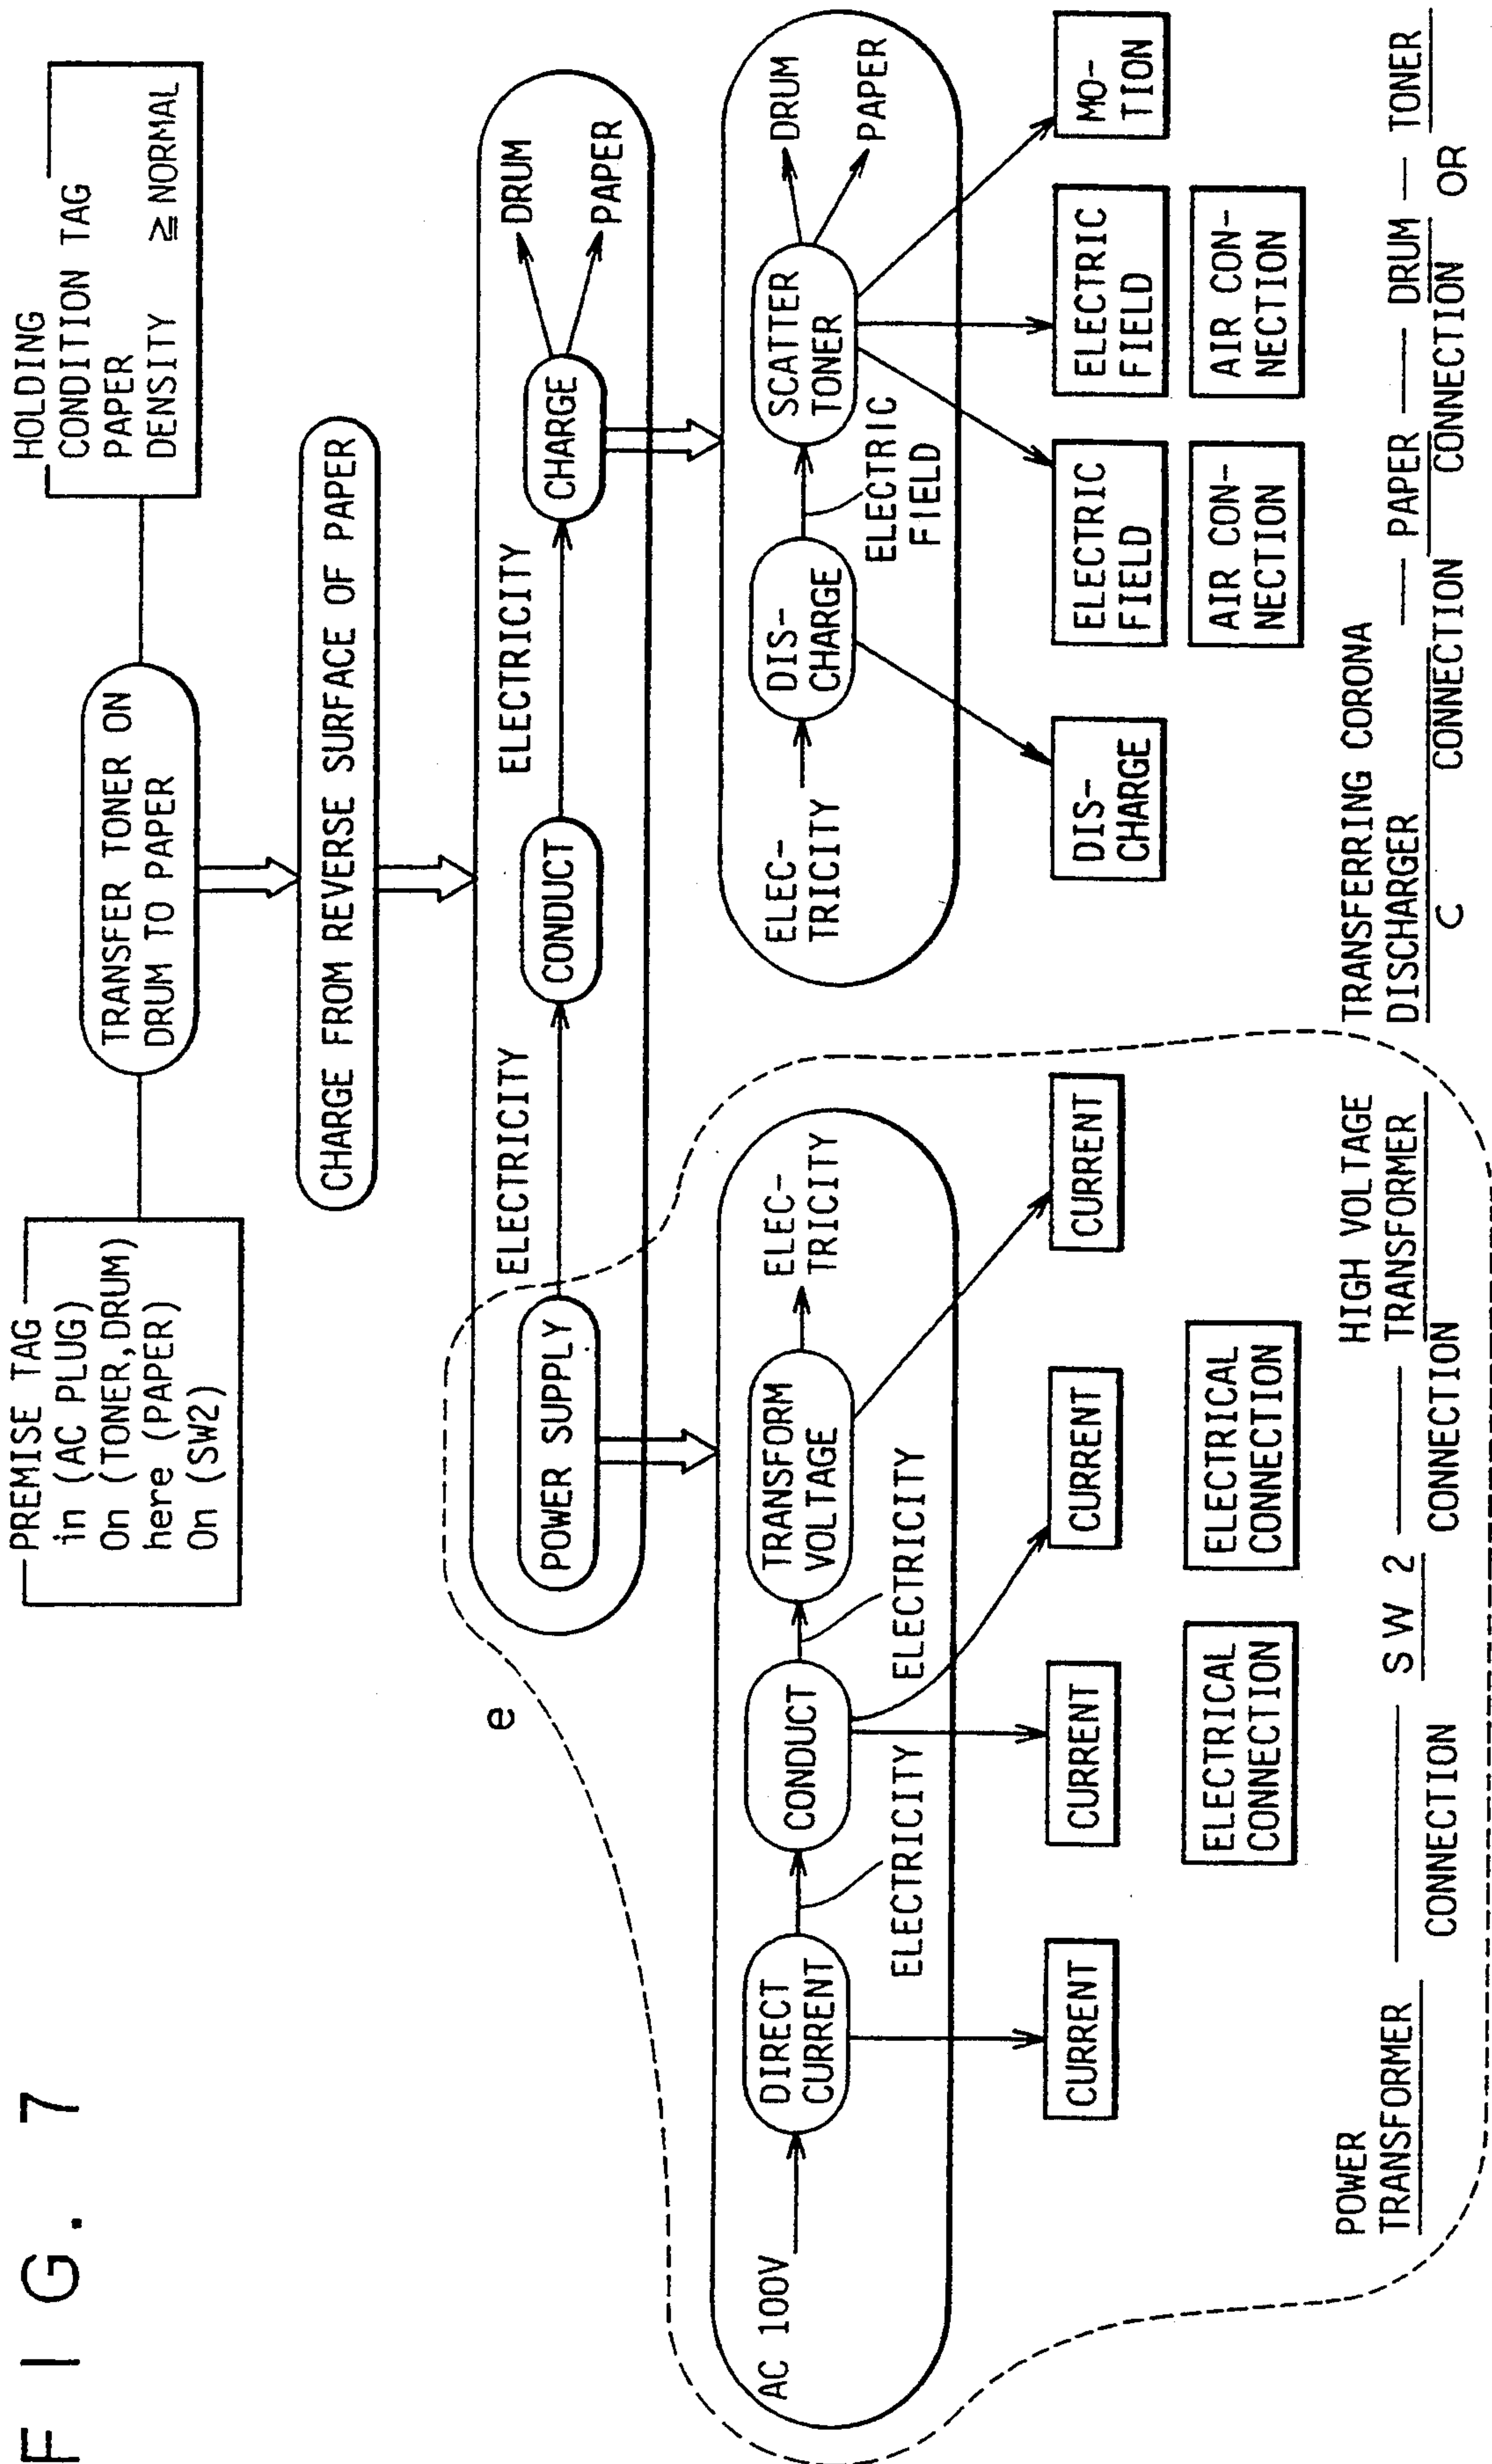 FIG. 7
PREMISE TAG
in (AC PLUG)
On (TONER,DRUM)
here (PAPER)
On (SW2)
TRANSFER TONER ON
DRUM TO PAPER
HOLDING
CONDITION TAG
PAPER
DENSITY ≧ NORMAL
CHARGE FROM REVERSE SURFACE OF PAPER
e
POWER SUPPLY
ELECTRICITY
CONDUCT
ELECTRICITY
CHARGE
DRUM
PAPER
AC 100V
DIRECT
CURRENT
ELECTRICITY
CONDUCT
ELECTRICITY
TRANSFORM
VOLTAGE
ELEC-
TRICITY
ELEC-
TRICITY
DIS-
CHARGE
ELECTRIC
FIELD
SCATTER
TONER
DRUM
PAPER
CURRENT
CURRENT
CURRENT
CURRENT
DIS-
CHARGE
ELECTRIC
FIELD
ELECTRIC
FIELD
MO-
TION
ELECTRICAL
CONNECTION
ELECTRICAL
CONNECTION
AIR CON-
NECTION
AIR CON-
NECTION
POWER
TRANSFORMER
CONNECTION
SW2
CONNECTION
HIGH VOLTAGE
TRANSFORMER
TRANSFERRING CORONA
DISCHARGER
C
CONNECTION
PAPER
CONNECTION
DRUM
CONNECTION OR
TONER